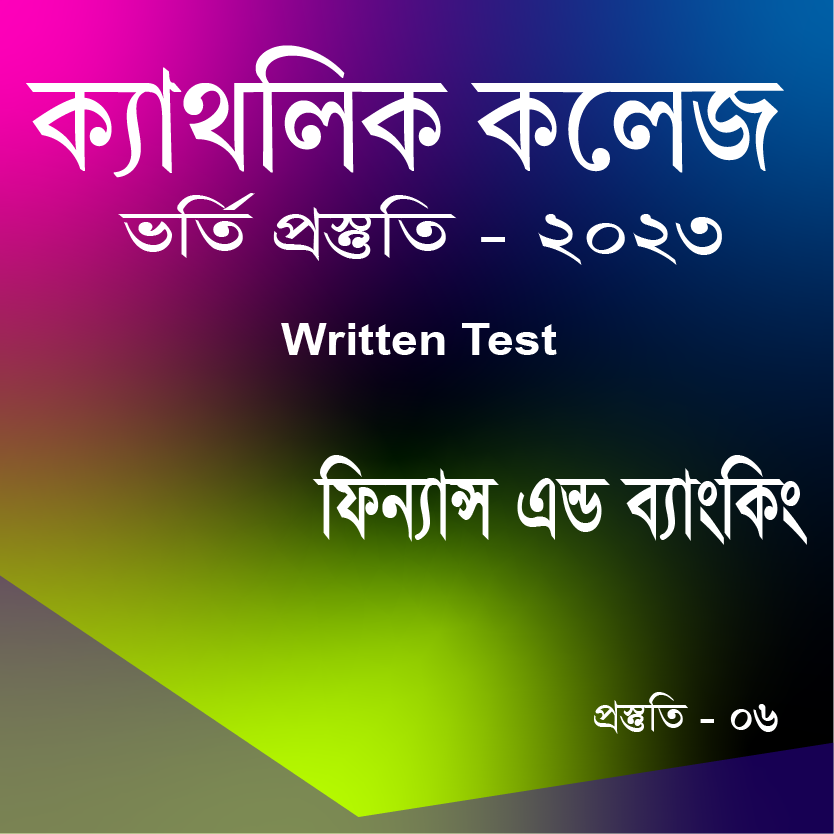 ক্যাথলিক কলেজ
ভর্তি প্রস্তুতি - ২০২৩
Written Test
ফিন্যান্স এন্ড ব্যাংকিং
প্রস্তুতি - ০৬